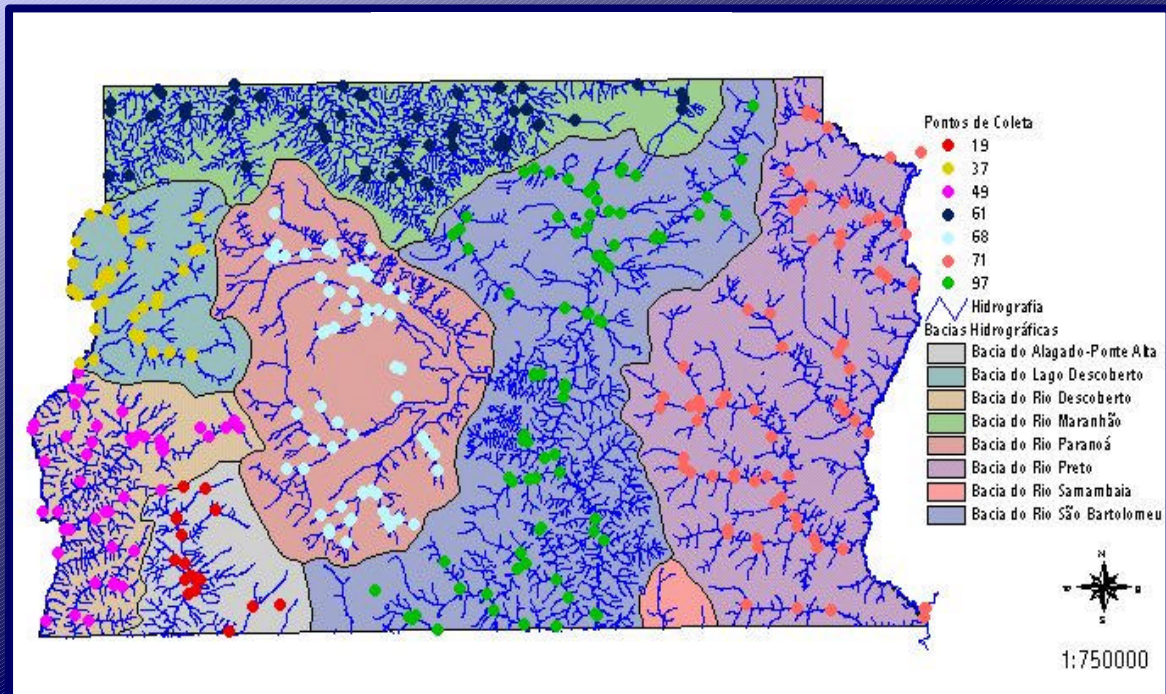 Pontos de Coleta
19
37
49
61
68
71
97
Hidrografia
Bacias Hidrográficas
Bacia do Alagado-Ponte Alta
Bacia do Lago Descoberto
Bacia do Rio Descoberto
Bacia do Rio Maranhão
Bacia do Rio Paranoá
Bacia do Rio Preto
Bacia do Rio Samambaia
Bacia do Rio São Bartolomeu
N
S
1:750000